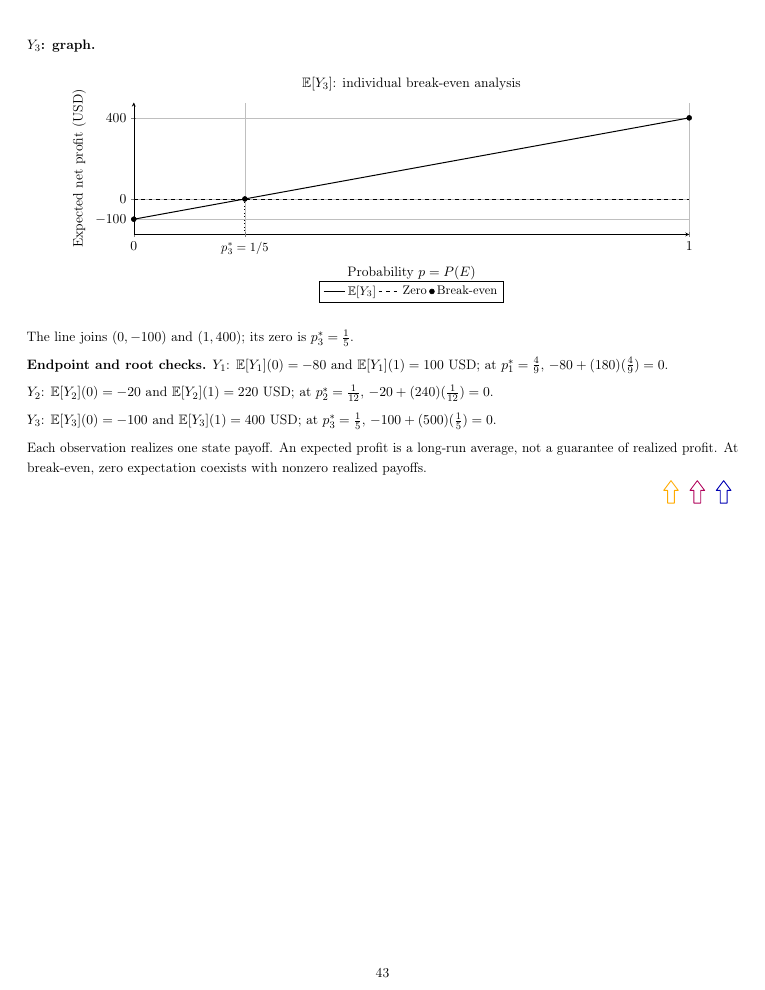 Y₃: graph.
𝔼[Y₃]: individual break-even analysis
Expected net profit (USD)
400
0
−100
0
p₃* = 1/5
1
Probability p = P(E)
𝔼[Y₃] Zero Break-even
The line joins (0, −100) and (1, 400); its zero is p₃* = 1/5.
Endpoint and root checks. Y₁: 𝔼[Y₁](0) = −80 and 𝔼[Y₁](1) = 100 USD; at p₁* = 4/9, −80 + (180)(4/9) = 0.
Y₂: 𝔼[Y₂](0) = −20 and 𝔼[Y₂](1) = 220 USD; at p₂* = 1/12, −20 + (240)(1/12) = 0.
Y₃: 𝔼[Y₃](0) = −100 and 𝔼[Y₃](1) = 400 USD; at p₃* = 1/5, −100 + (500)(1/5) = 0.
Each observation realizes one state payoff. An expected profit is a long-run average, not a guarantee of realized profit. At
break-even, zero expectation coexists with nonzero realized payoffs.
43